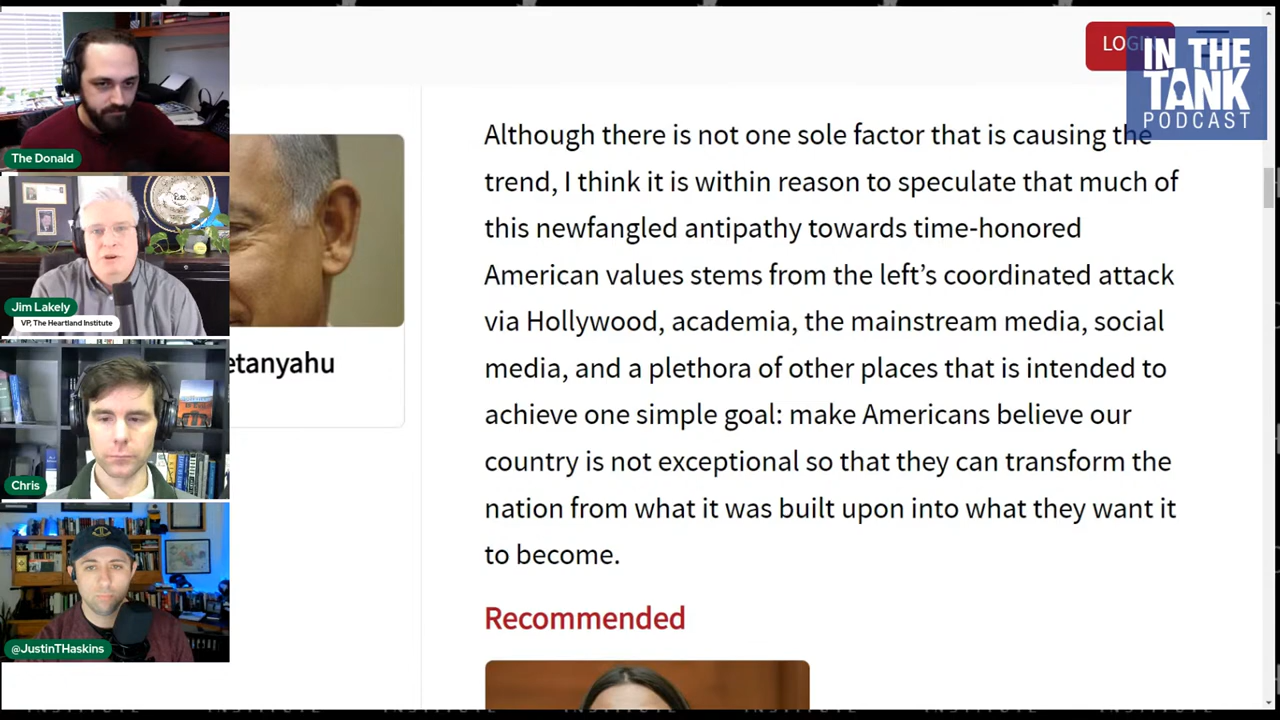 LOGIN
IN THE
TANK
PODCAST
Although there is not one sole factor that is causing the
trend, I think it is within reason to speculate that much of
this newfangled antipathy towards time-honored
American values stems from the left’s coordinated attack
via Hollywood, academia, the mainstream media, social
media, and a plethora of other places that is intended to
achieve one simple goal: make Americans believe our
country is not exceptional so that they can transform the
nation from what it was built upon into what they want it
to become.
Recommended
etanyahu
The Donald
Jim Lakely
VP, The Heartland Institute
Chris
@JustinTHaskins